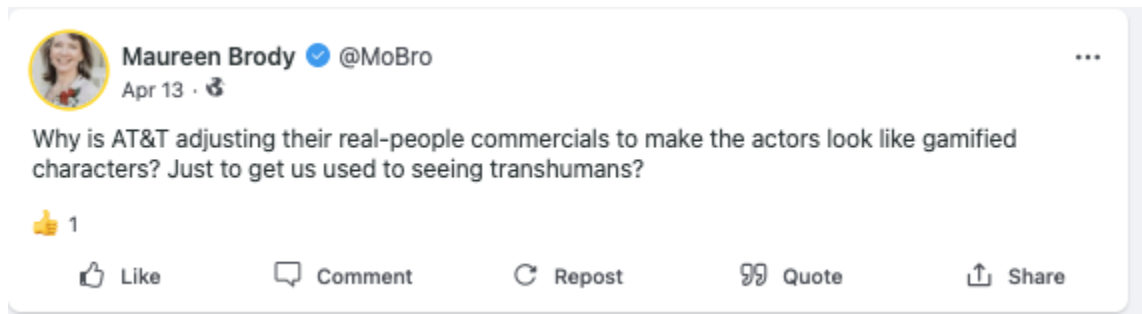 Maureen Brody @MoBro
Apr 13 ·
Why is AT&T adjusting their real-people commercials to make the actors look like gamified
characters? Just to get us used to seeing transhumans?
👍 1
Like Comment Repost Quote Share